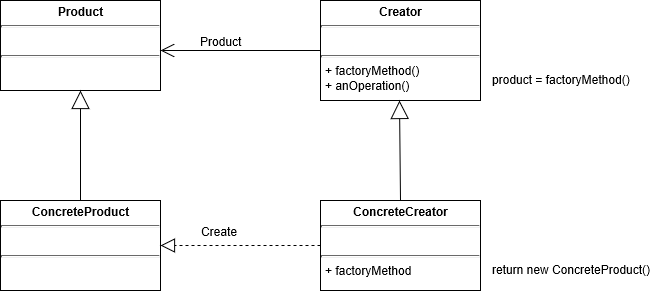 Product
Creator
Product
+ factoryMethod()
+ anOperation()
product = factoryMethod()
ConcreteProduct
ConcreteCreator
Create
+ factoryMethod
return new ConcreteProduct()